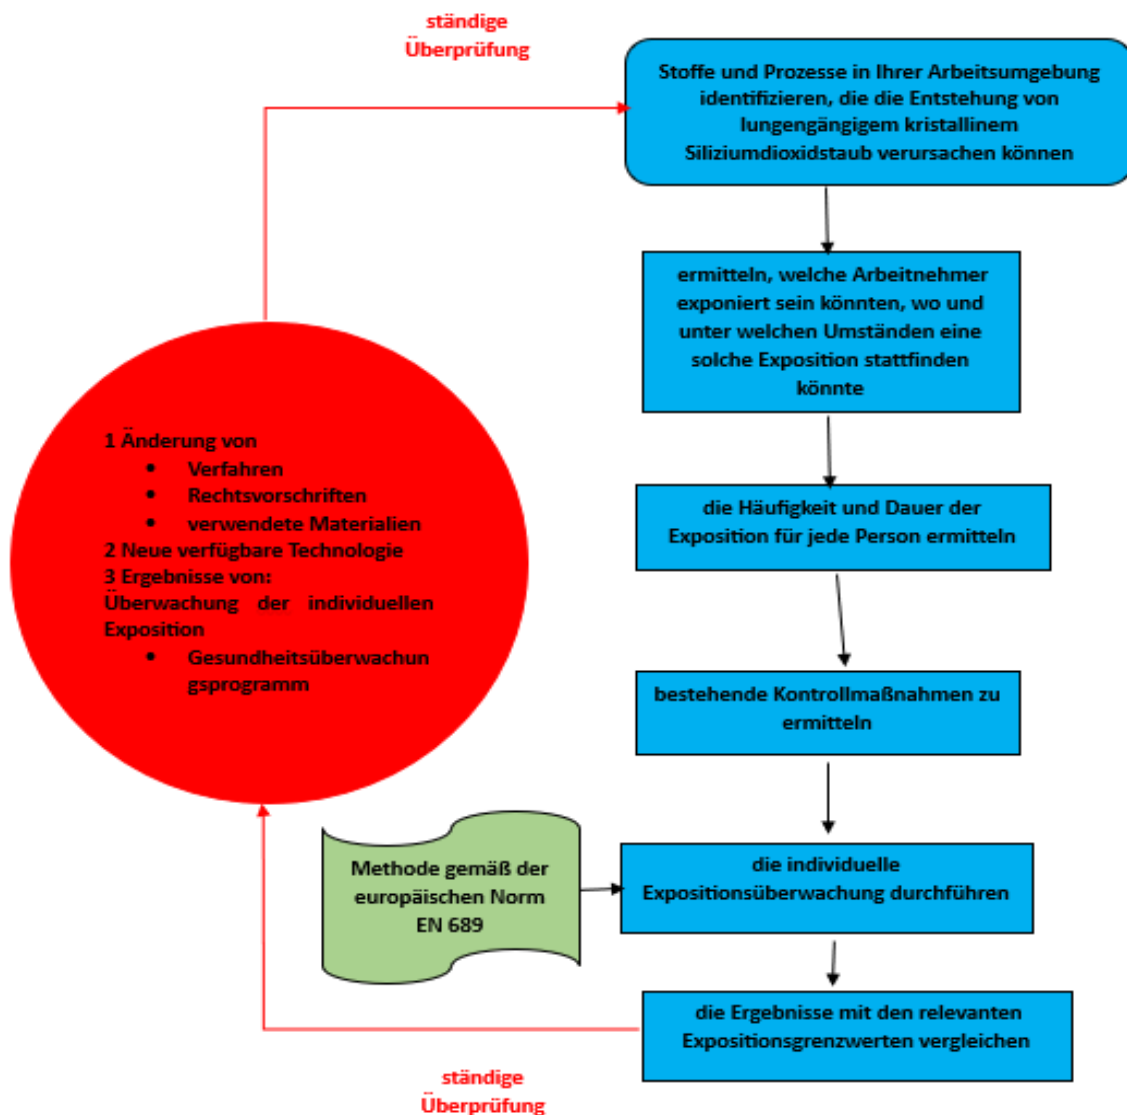 ständige
Überprüfung
Stoffe und Prozesse in Ihrer Arbeitsumgebung
identifizieren, die die Entstehung von
lungengängigem kristallinem
Siliziumdioxidstaub verursachen können
ermitteln, welche Arbeitnehmer
exponiert sein könnten, wo und
unter welchen Umständen eine
solche Exposition stattfinden
könnte
die Häufigkeit und Dauer der
Exposition für jede Person ermitteln
bestehende Kontrollmaßnahmen zu
ermitteln
Methode gemäß der
europäischen Norm
EN 689
die individuelle
Expositionsüberwachung durchführen
die Ergebnisse mit den relevanten
Expositionsgrenzwerten vergleichen
ständige
Überprüfung
1 Änderung von
• Verfahren
• Rechtsvorschriften
• verwendete Materialien
2 Neue verfügbare Technologie
3 Ergebnisse von:
Überwachung der individuellen
Exposition
• Gesundheitsüberwachun
gsprogramm